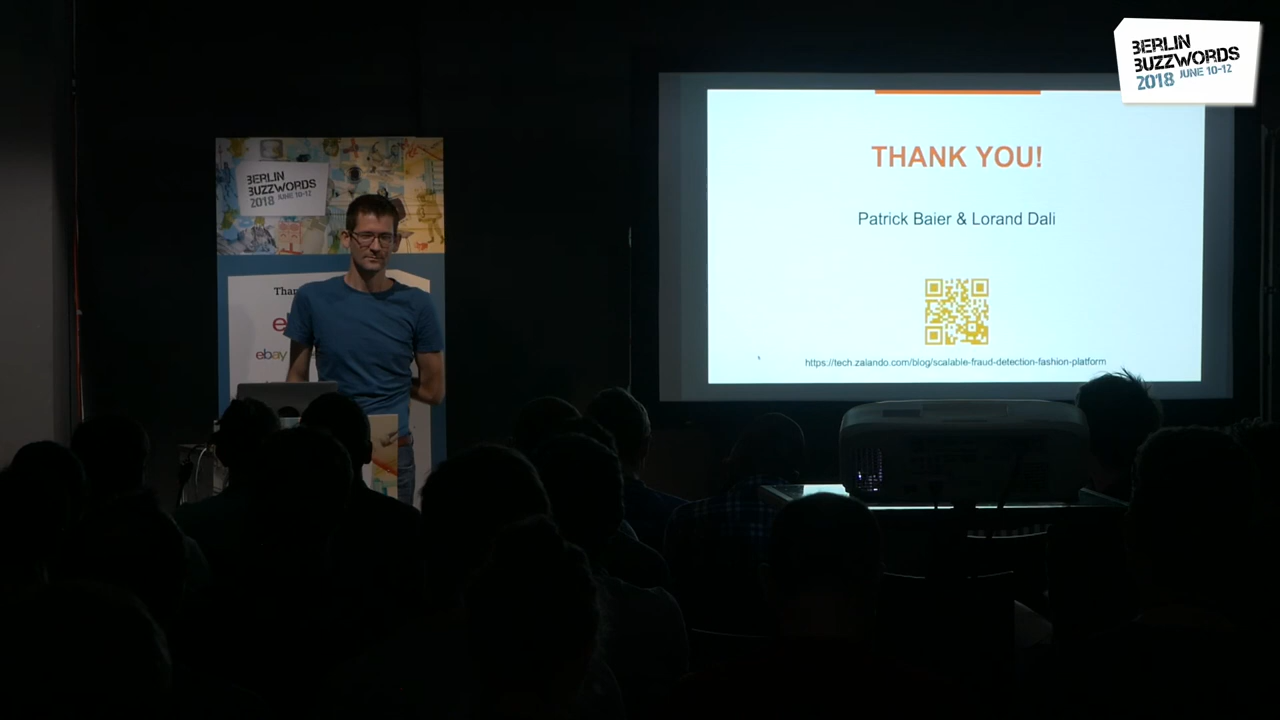 BERLIN
BUZZWORDS
2018 JUNE 10-12
THANK YOU!
Patrick Baier & Lorand Dali
https://tech.zalando.com/blog/scalable-fraud-detection-fashion-platform
BERLIN
BUZZWORDS
2018 JUNE 10-12
ebay